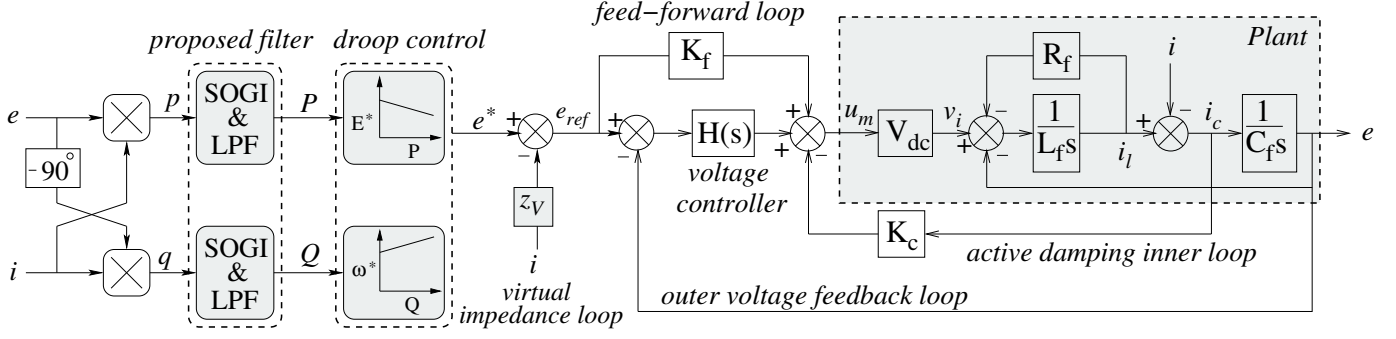 feed-forward loop
proposed filter
droop control
K_f
Plant
R_f
i
e
p
SOGI
&
LPF
P
E*
P
e*
+
-
e_ref
+
-
H(s)
voltage
controller
+
+
-
u_m
V_dc
v_i
-
+
-
1
L_f s
i_l
+
-
i_c
1
C_f s
e
-90°
z_V
K_c
active damping inner loop
i
q
SOGI
&
LPF
Q
ω*
Q
i
virtual
impedance loop
outer voltage feedback loop